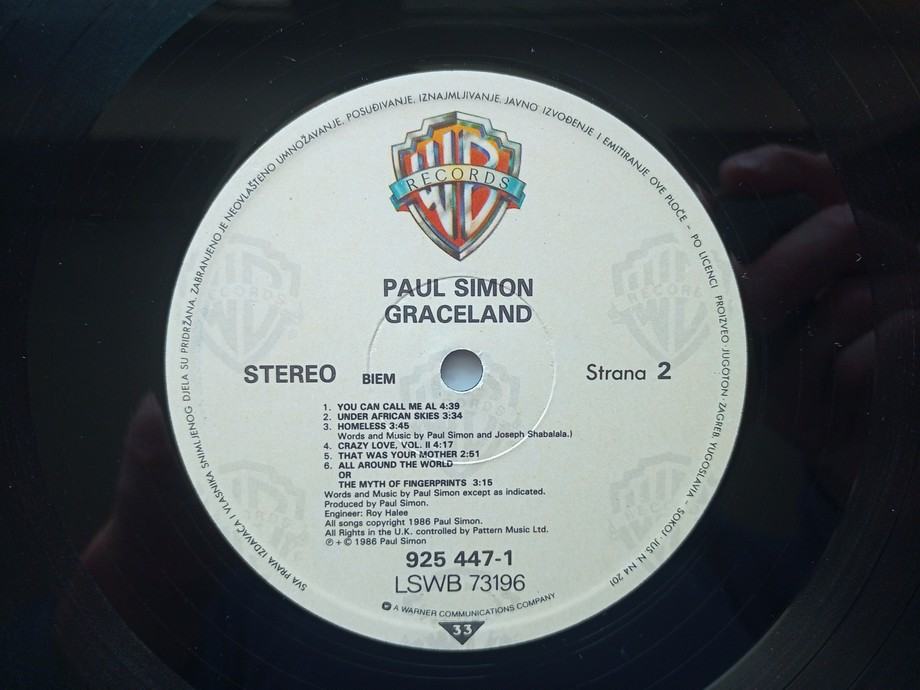 SVA PRAVA IZDAVAČA I VLASNIKA SNIMLJENOG DJELA SU PRIDRŽANA. ZABRANJENO JE NEOVLAŠTENO UMNOŽAVANJE, POSUĐIVANJE, IZNAJMLJIVANJE, JAVNO IZVOĐENJE I EMITIRANJE OVE PLOČE - PO LICENCI PROIZVEO · JUGOTON · ZAGREB, YUGOSLAVIA - SOKOJ · JUS N. N4 201
WB
RECORDS
PAUL SIMON
GRACELAND
STEREO BIEM Strana 2
1. YOU CAN CALL ME AL 4:39
2. UNDER AFRICAN SKIES 3:34
3. HOMELESS 3:45
Words and Music by Paul Simon and Joseph Shabalala.)
4. CRAZY LOVE, VOL. II 4:17
5. THAT WAS YOUR MOTHER 2:51
6. ALL AROUND THE WORLD
OR
THE MYTH OF FINGERPRINTS 3:15
Words and Music by Paul Simon except as indicated.
Produced by Paul Simon.
Engineer: Roy Halee
All songs copyright 1986 Paul Simon.
All Rights in the U.K. controlled by Pattern Music Ltd.
℗ + © 1986 Paul Simon
925 447-1
LSWB 73196
A WARNER COMMUNICATIONS COMPANY
33